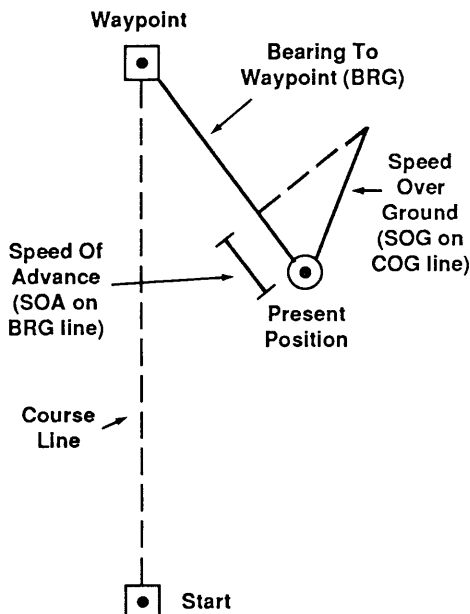 Waypoint
Bearing To
Waypoint (BRG)
Speed
Over
Ground
(SOG on
COG line)
Speed Of
Advance
(SOA on
BRG line)
Present
Position
Course
Line
Start